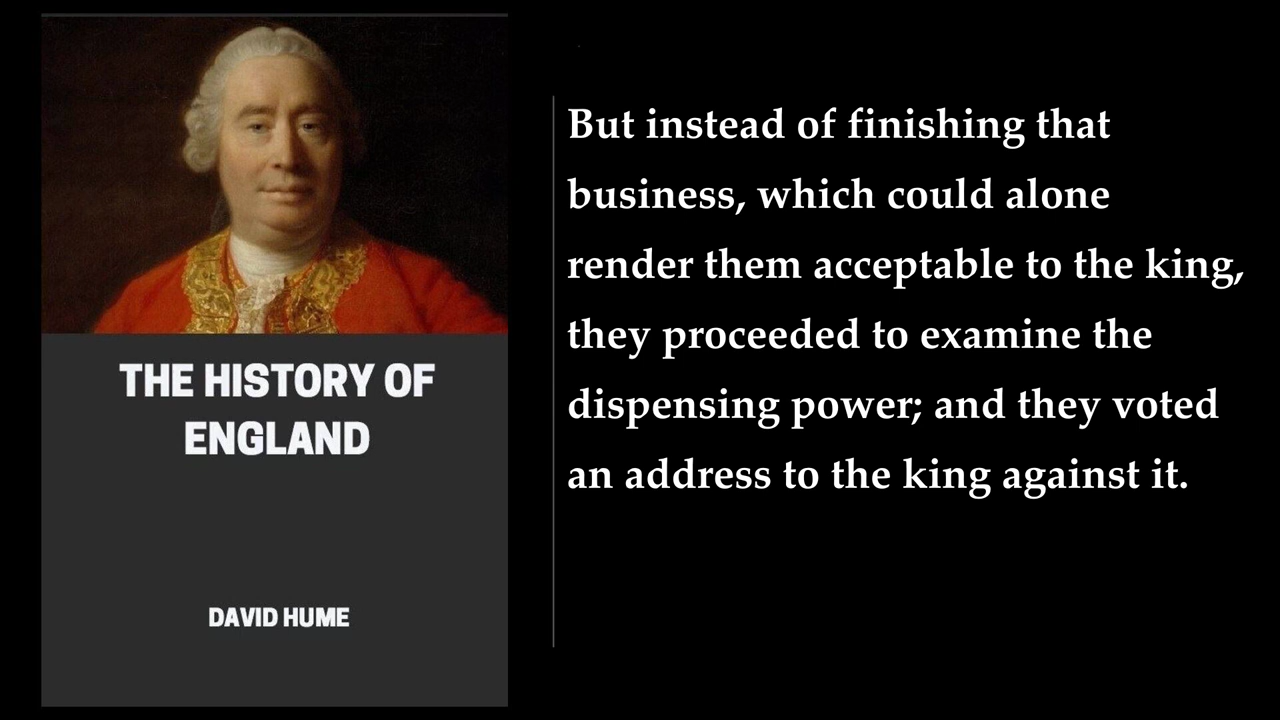 THE HISTORY OF
ENGLAND
DAVID HUME
But instead of finishing that
business, which could alone
render them acceptable to the king,
they proceeded to examine the
dispensing power; and they voted
an address to the king against it.